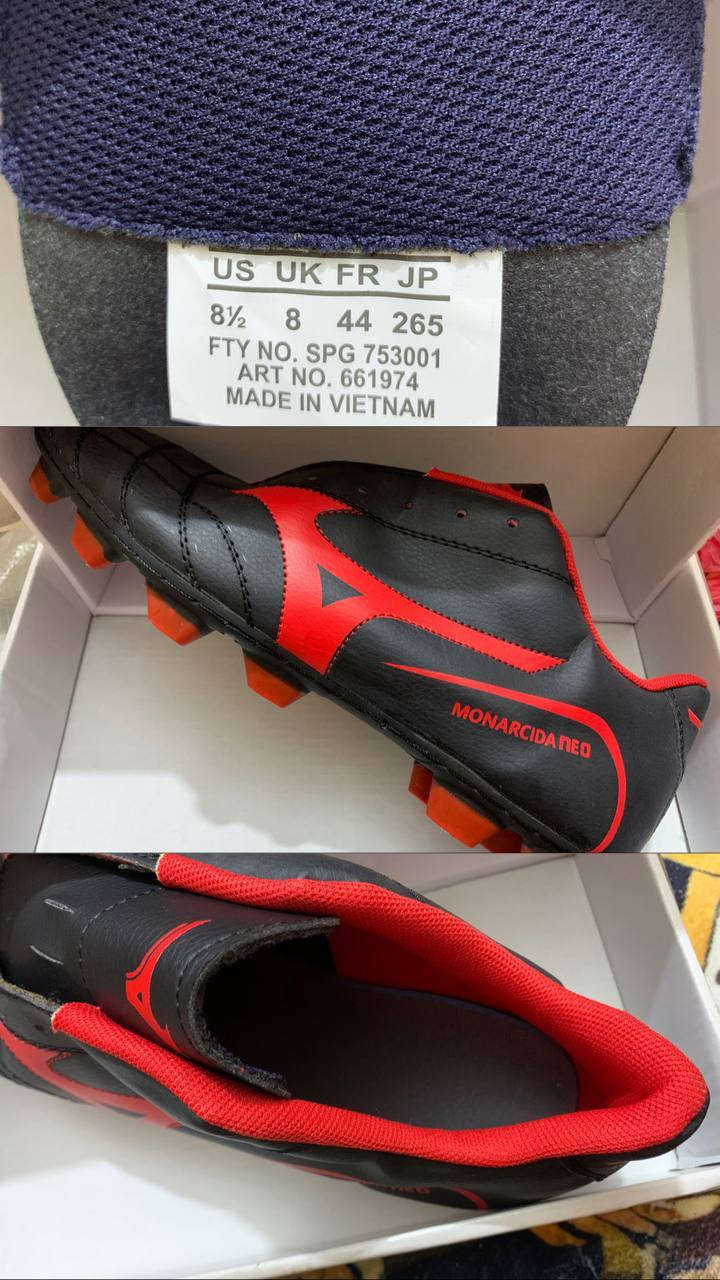 US UK FR JP
8½ 8 44 265
FTY NO. SPG 753001
ART NO. 661974
MADE IN VIETNAM
MONARCIDA NEO